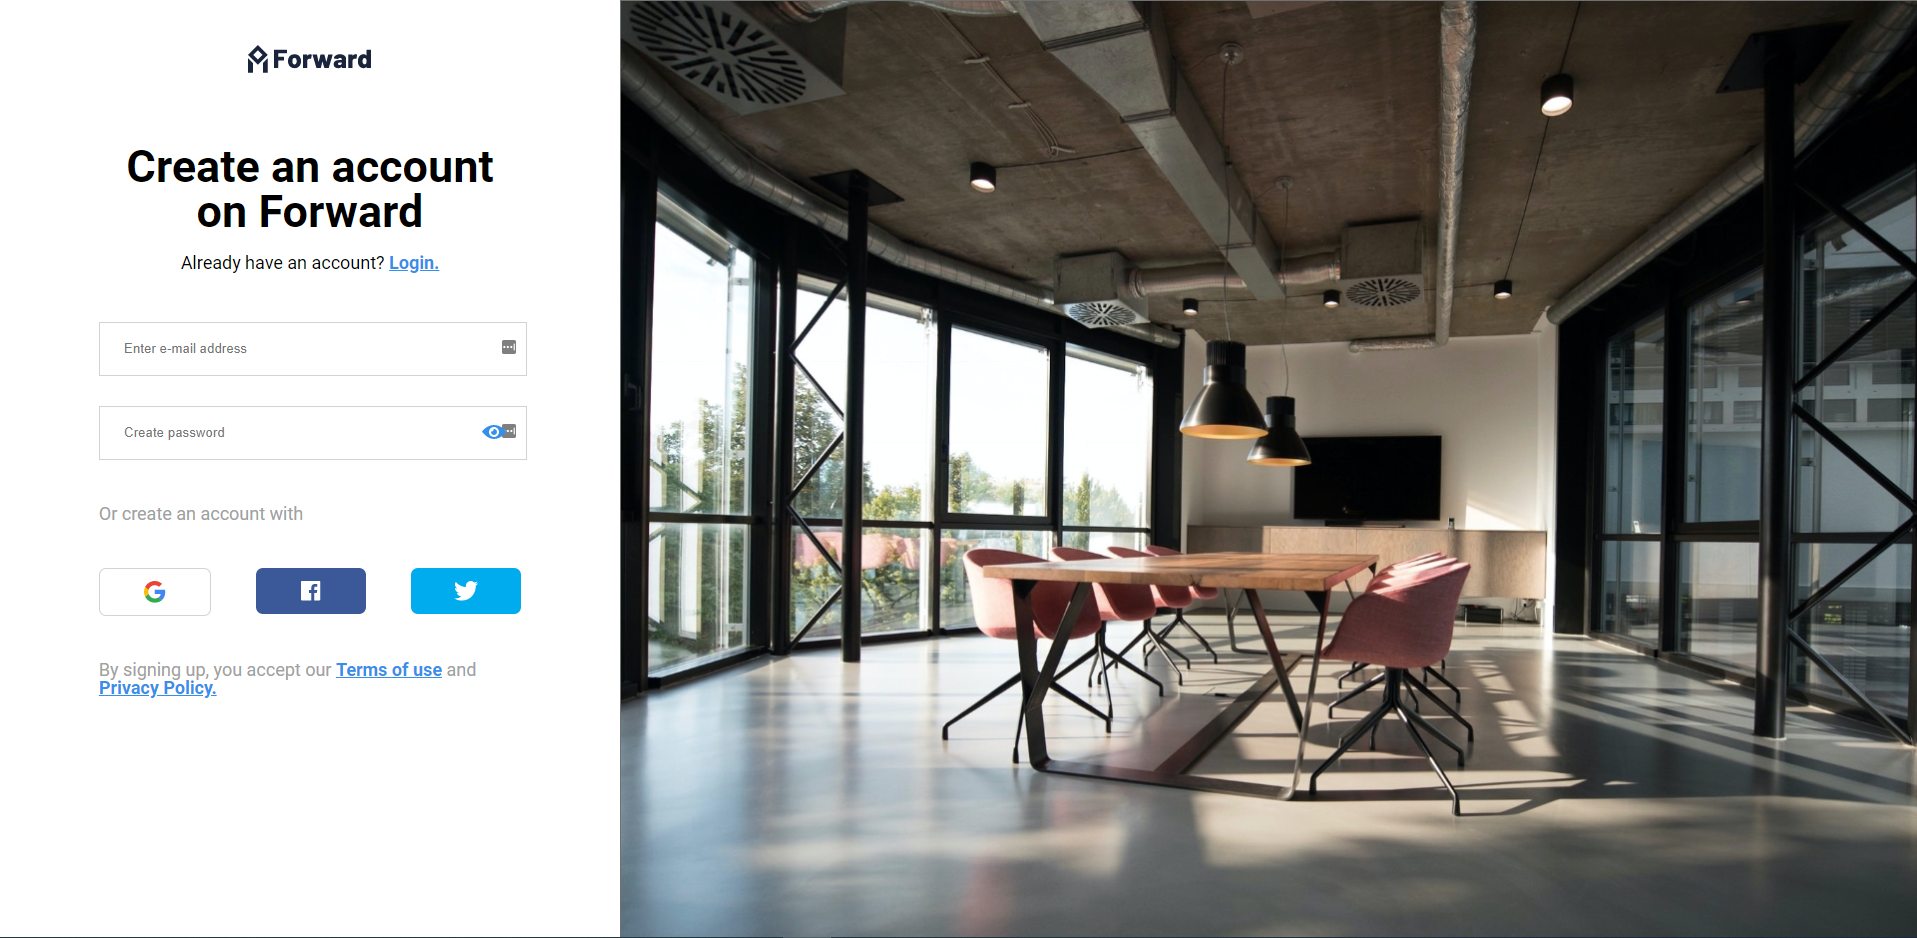 Forward
Create an account
on Forward
Already have an account? Login.
Enter e-mail address
Create password
Or create an account with
By signing up, you accept our Terms of use and
Privacy Policy.